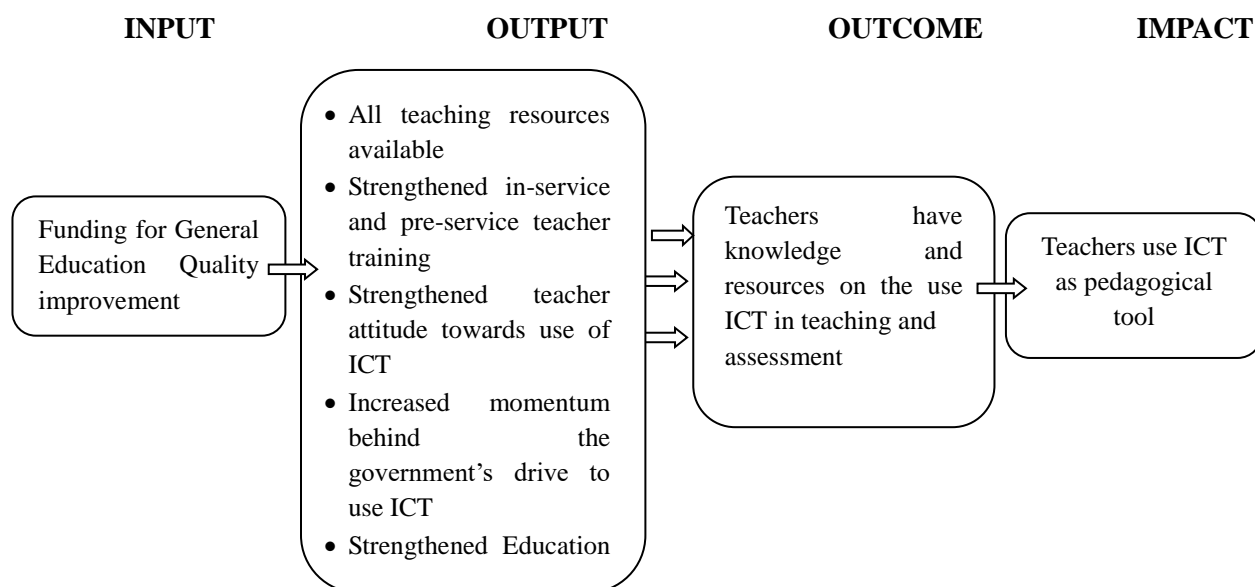 INPUT
OUTPUT
OUTCOME
IMPACT
Funding for General
Education Quality
improvement
• All teaching resources
available
• Strengthened in-service
and pre-service teacher
training
• Strengthened teacher
attitude towards use of
ICT
• Increased momentum
behind the
government’s drive to
use ICT
• Strengthened Education
Teachers have
knowledge and
resources on the use
ICT in teaching and
assessment
Teachers use ICT
as pedagogical
tool